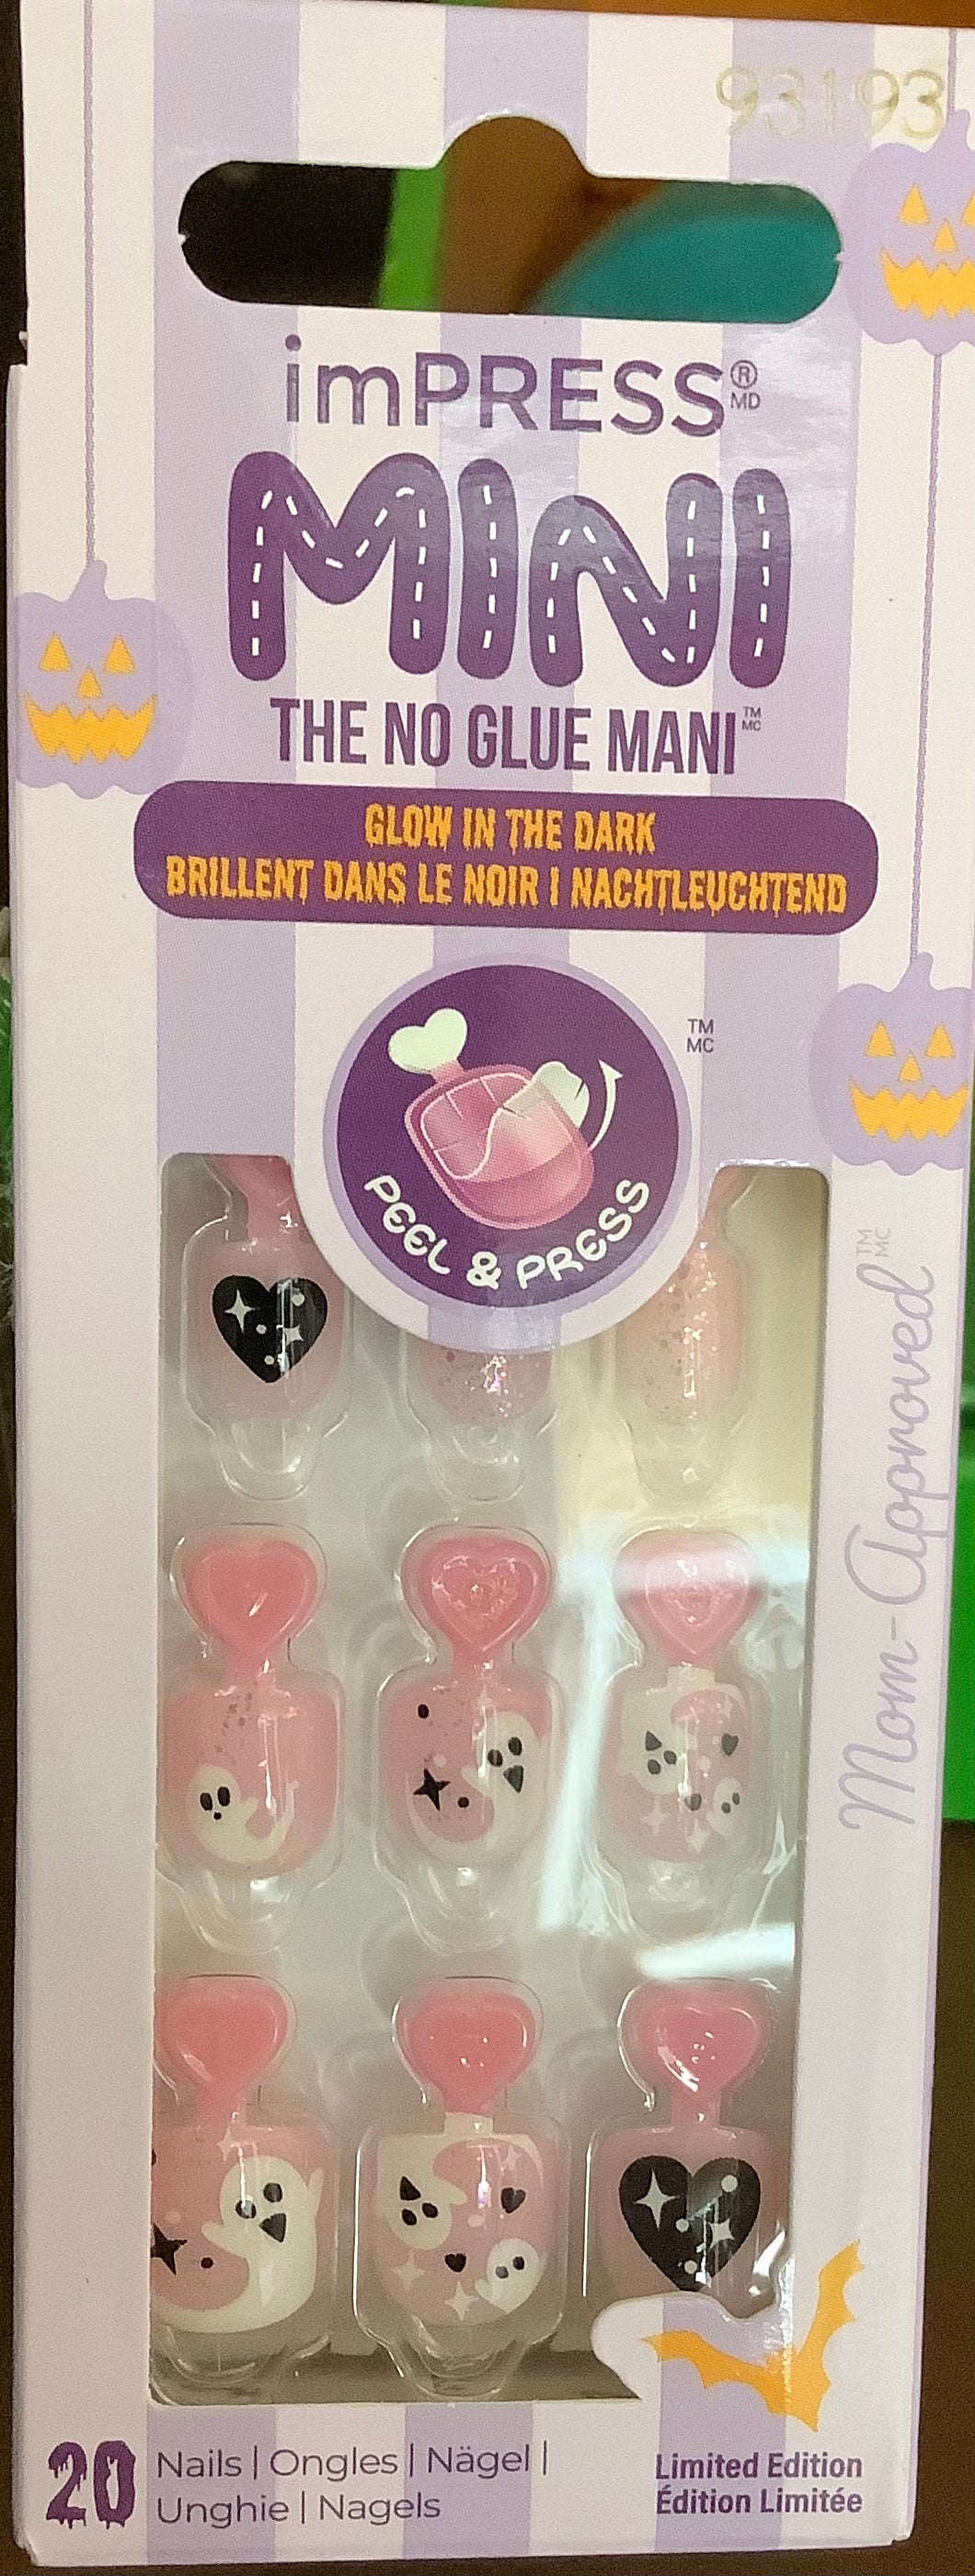 93193
imPRESS®
MD
MINI
THE NO GLUE MANI™
MC
GLOW IN THE DARK
BRILLENT DANS LE NOIR | NACHTLEUCHTEND
TM
MC
PEEL & PRESS
Mom-Approved™
MC
20 Nails | Ongles | Nägel |
Unghie | Nagels
Limited Edition
Édition Limitée